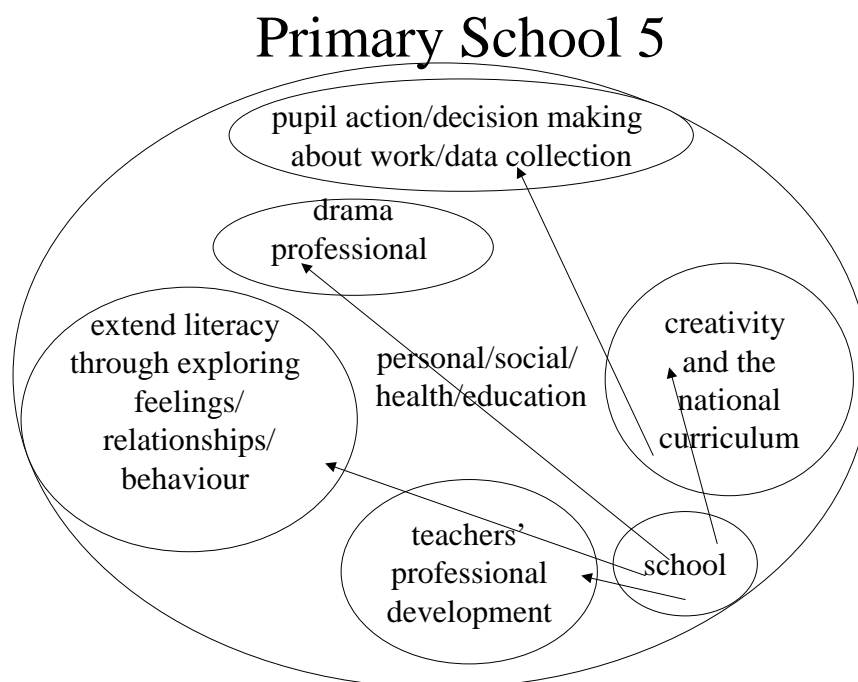 Primary School 5
pupil action/decision making
about work/data collection
drama
professional
extend literacy
through exploring
feelings/
relationships/
behaviour
personal/social/
health/education
creativity
and the
national
curriculum
teachers’
professional
development
school